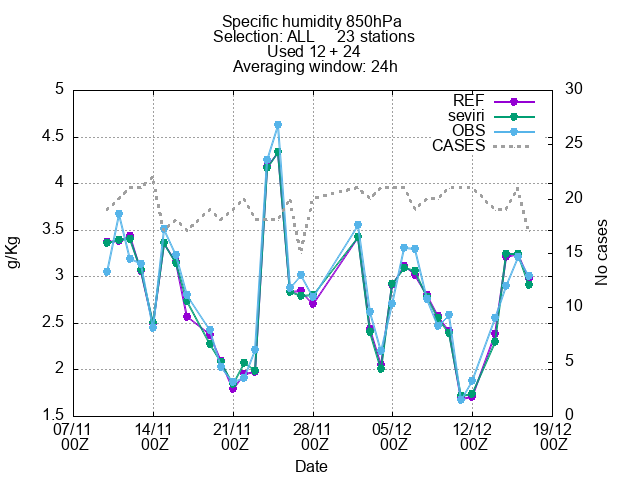 Specific humidity 850hPa
Selection: ALL 23 stations
Used 12 + 24
Averaging window: 24h
REF
seviri
OBS
CASES
5
4.5
4
3.5
3
2.5
2
1.5
g/Kg
30
25
20
15
10
5
0
No cases
07/11 14/11 21/11 28/11 05/12 12/12 19/12
00Z 00Z 00Z 00Z 00Z 00Z 00Z
Date